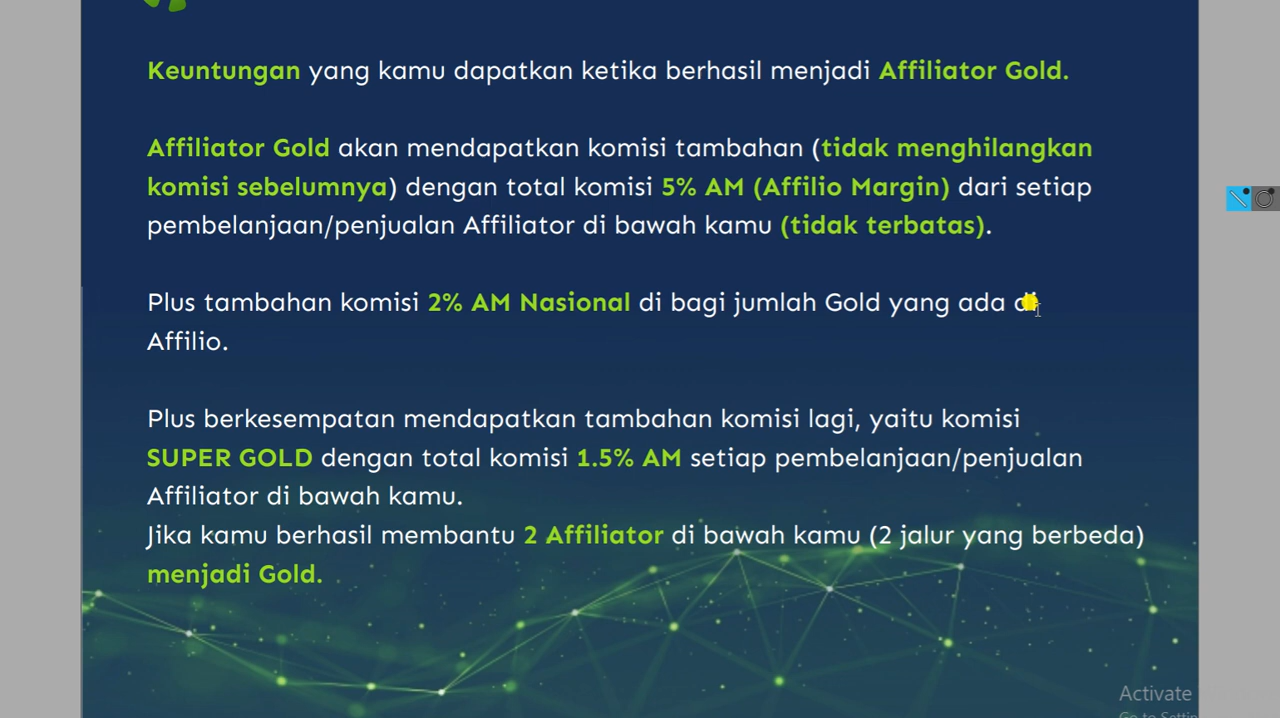 Keuntungan yang kamu dapatkan ketika berhasil menjadi Affiliator Gold.
Affiliator Gold akan mendapatkan komisi tambahan (tidak menghilangkan
komisi sebelumnya) dengan total komisi 5% AM (Affilio Margin) dari setiap
pembelanjaan/penjualan Affiliator di bawah kamu (tidak terbatas).
Plus tambahan komisi 2% AM Nasional di bagi jumlah Gold yang ada di
Affilio.
Plus berkesempatan mendapatkan tambahan komisi lagi, yaitu komisi
SUPER GOLD dengan total komisi 1.5% AM setiap pembelanjaan/penjualan
Affiliator di bawah kamu.
Jika kamu berhasil membantu 2 Affiliator di bawah kamu (2 jalur yang berbeda)
menjadi Gold.
Activate